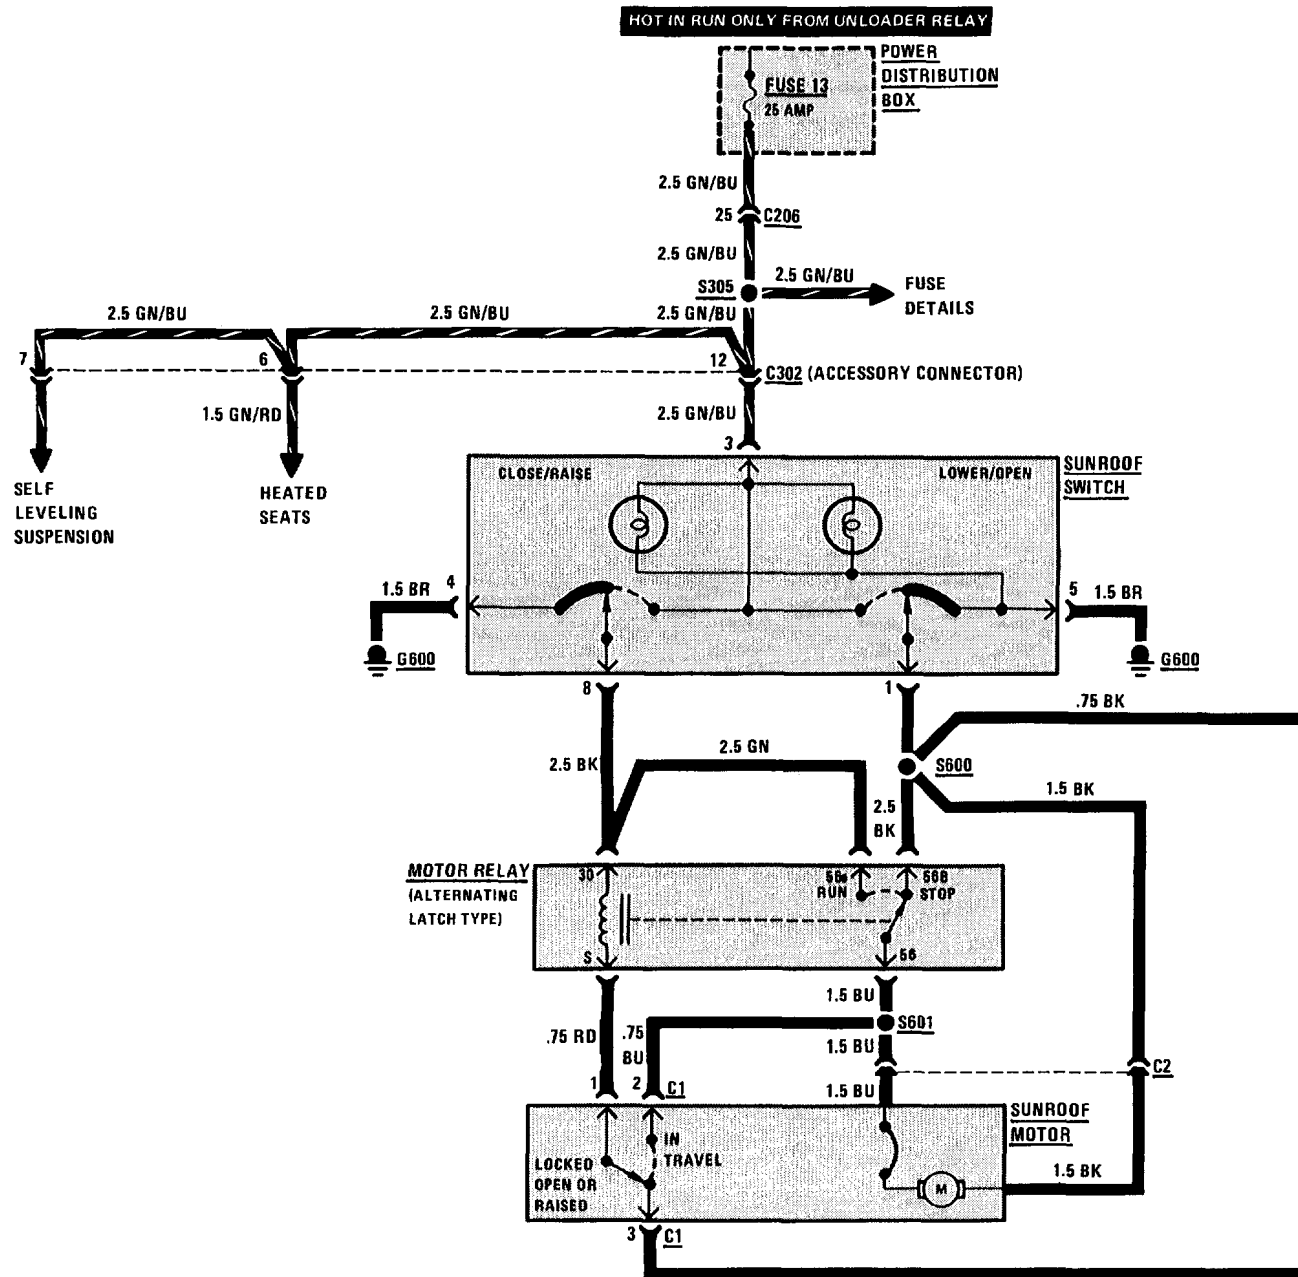 HOT IN RUN ONLY FROM UNLOADER RELAY
POWER
DISTRIBUTION
BOX
FUSE 13
25 AMP
2.5 GN/BU
25
C206
2.5 GN/BU
S305
2.5 GN/BU
FUSE
DETAILS
2.5 GN/BU
2.5 GN/BU
2.5 GN/BU
7
6
12
C302 (ACCESSORY CONNECTOR)
1.5 GN/RD
2.5 GN/BU
3
SELF
LEVELING
SUSPENSION
HEATED
SEATS
CLOSE/RAISE
LOWER/OPEN
SUNROOF
SWITCH
1.5 BR
4
5
1.5 BR
G600
G600
8
1
.75 BK
2.5 BK
2.5 GN
S600
1.5 BK
2.5
BK
MOTOR RELAY
(ALTERNATING
LATCH TYPE)
30
56a
RUN
56B
STOP
S
56
1.5 BU
.75 RD
.75
BU
S601
1.5 BU
C2
1
2
C1
1.5 BU
SUNROOF
MOTOR
IN
TRAVEL
LOCKED
OPEN OR
RAISED
M
1.5 BK
3
C1